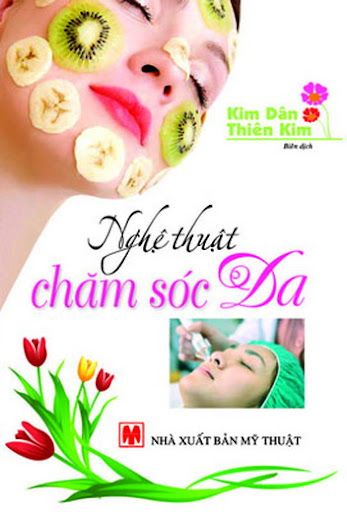 Kim Dân
Thiên Kim
Biên dịch
Nghệ thuật
chăm sóc Da
NHÀ XUẤT BẢN MỸ THUẬT